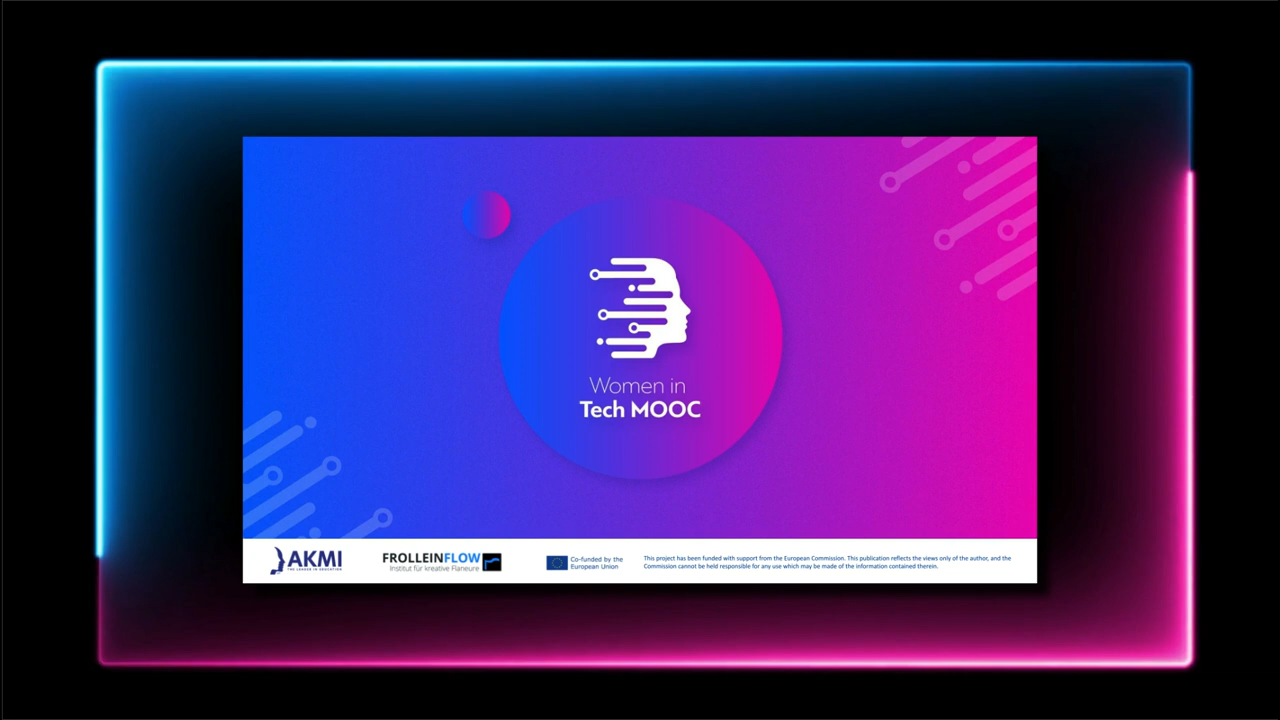 Women in
Tech MOOC
AKMI
THE LEADER IN EDUCATION
FROLLEINFLOW
Institut für kreative Flaneure
Co-funded by the
European Union
This project has been funded with support from the European Commission. This publication reflects the views only of the author, and the
Commission cannot be held responsible for any use which may be made of the information contained therein.